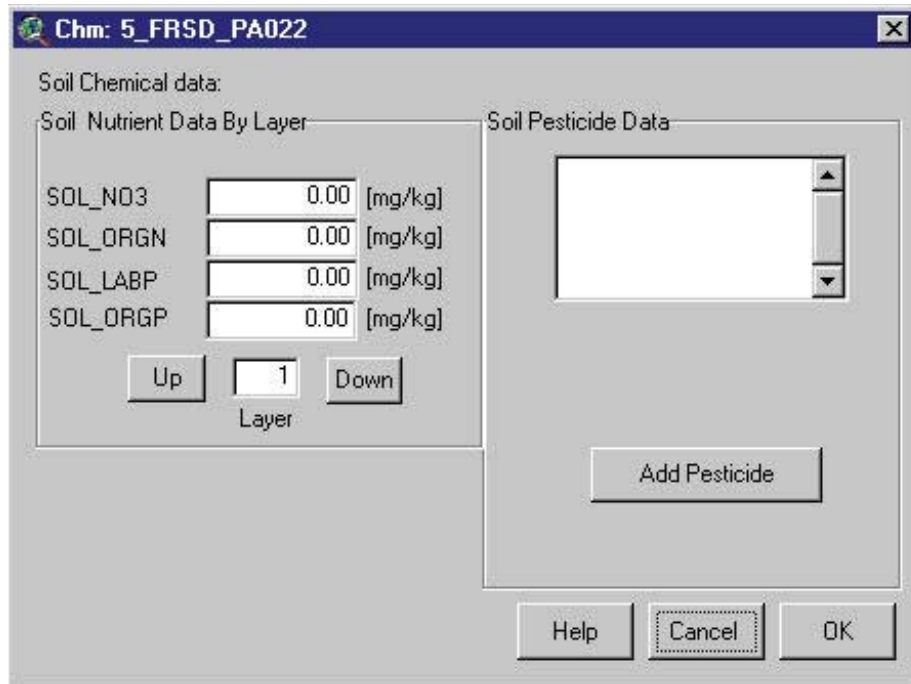 Chm: 5_FRSD_PA022
Soil Chemical data:
Soil Nutrient Data By Layer
SOL_NO3 0.00 [mg/kg]
SOL_ORGN 0.00 [mg/kg]
SOL_LABP 0.00 [mg/kg]
SOL_ORGP 0.00 [mg/kg]
Up 1 Down
Layer
Soil Pesticide Data
Add Pesticide
Help Cancel OK